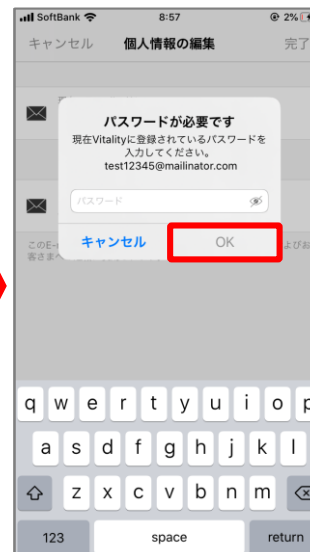 SoftBank 8:57 2%
キャンセル 個人情報の編集 完了
パスワードが必要です
現在Vitalityに登録されているパスワードを
入力してください。
test12345@mailinator.com
パスワード
キャンセル OK
このE-
よびお
客さまへ
q w e r t y u i o p
a s d f g h j k l
z x c v b n m
123 space return